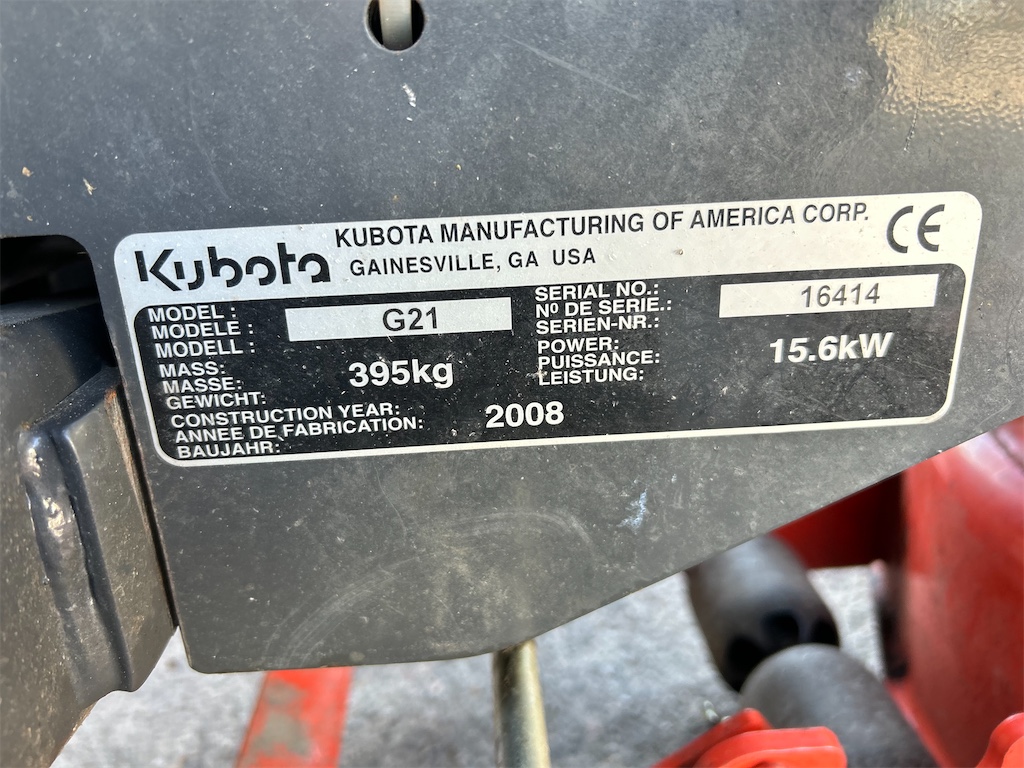 Kubota KUBOTA MANUFACTURING OF AMERICA CORP. CE
GAINESVILLE, GA USA
MODEL :
MODELE :
MODELL :
G21
SERIAL NO.:
Nº DE SERIE.:
SERIEN-NR.:
16414
MASS:
MASSE:
GEWICHT:
395kg
POWER:
PUISSANCE:
LEISTUNG:
15.6kW
CONSTRUCTION YEAR:
ANNEE DE FABRICATION:
BAUJAHR:
2008